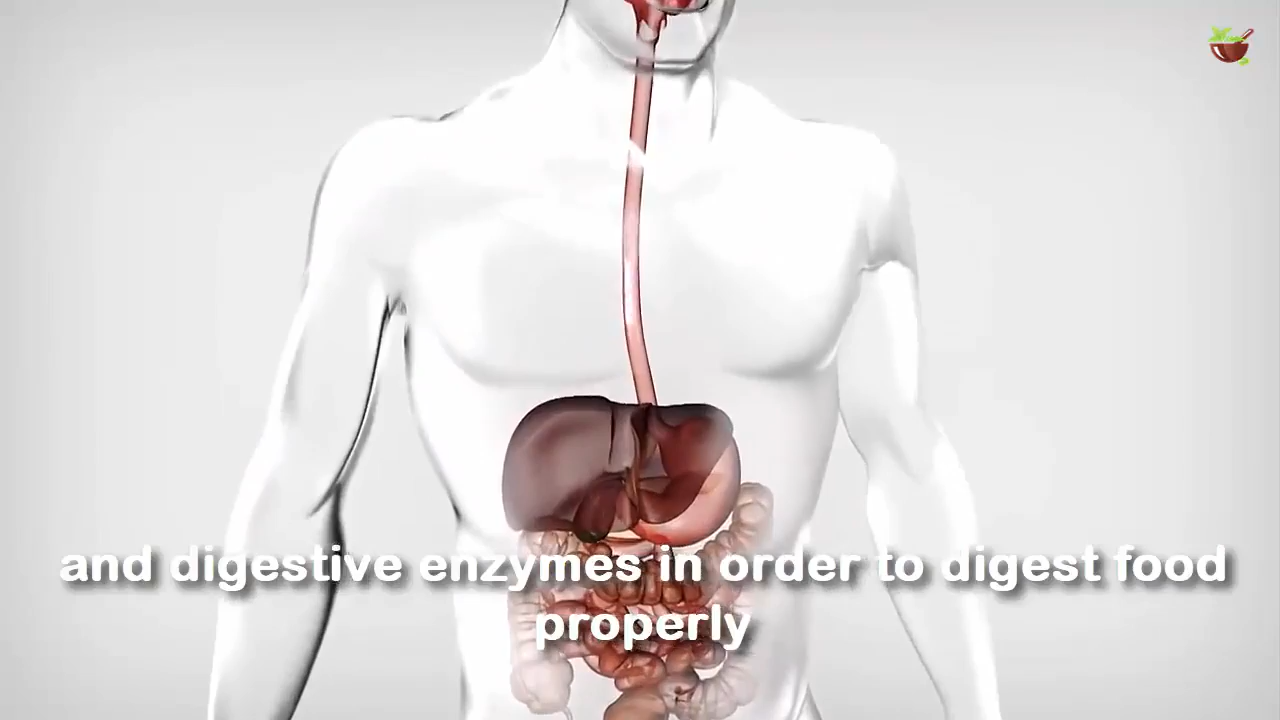 and digestive enzymes in order to digest food
properly